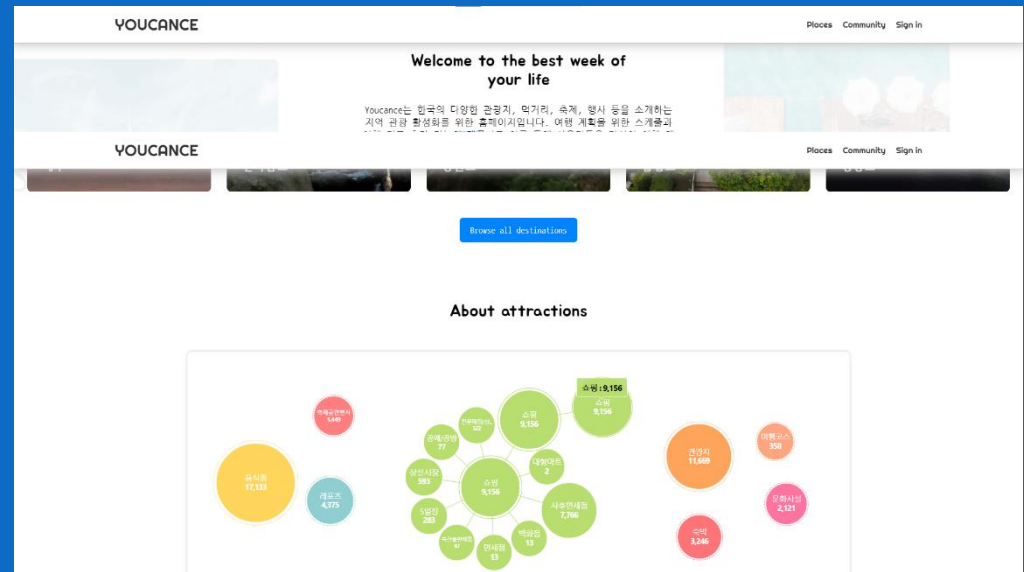 YOUCANCE
Places Community Sign in
Welcome to the best week of
your life
Youcance는 한국의 다양한 관광지, 먹거리, 축제, 행사 등을 소개하는
지역 관광 활성화를 위한 홈페이지입니다. 여행 계획을 위한 스케줄과
YOUCANCE
Places Community Sign in
Browse all destinations
About attractions
쇼핑 : 9,156
쇼핑
9,156
쇼핑
9,156
공예/공방
77
대형마트
2
상설시장
593
쇼핑
9,156
5일장
283
사후면세점
7,766
백화점
13
면세점
13
음식점
17,133
레포츠
4,375
관광지
11,669
여행코스
350
문화시설
2,121
숙박
3,246